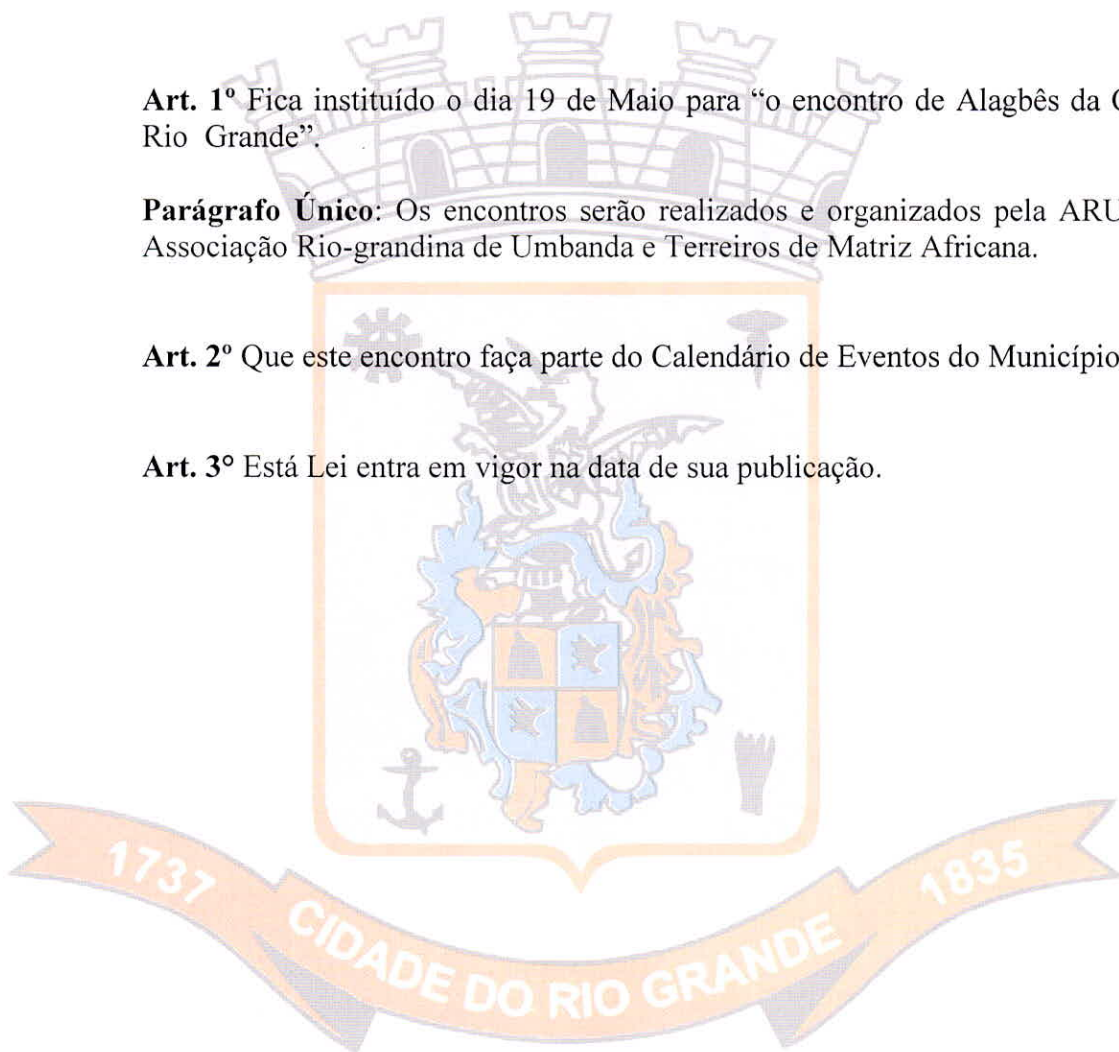 Art. 1º Fica instituído o dia 19 de Maio para “o encontro de Alagbês da
Rio Grande”.
Parágrafo Único: Os encontros serão realizados e organizados pela ARU
Associação Rio-grandina de Umbanda e Terreiros de Matriz Africana.
Art. 2º Que este encontro faça parte do Calendário de Eventos do Município
Art. 3° Está Lei entra em vigor na data de sua publicação.
1737 CIDADE DO RIO GRANDE 1835